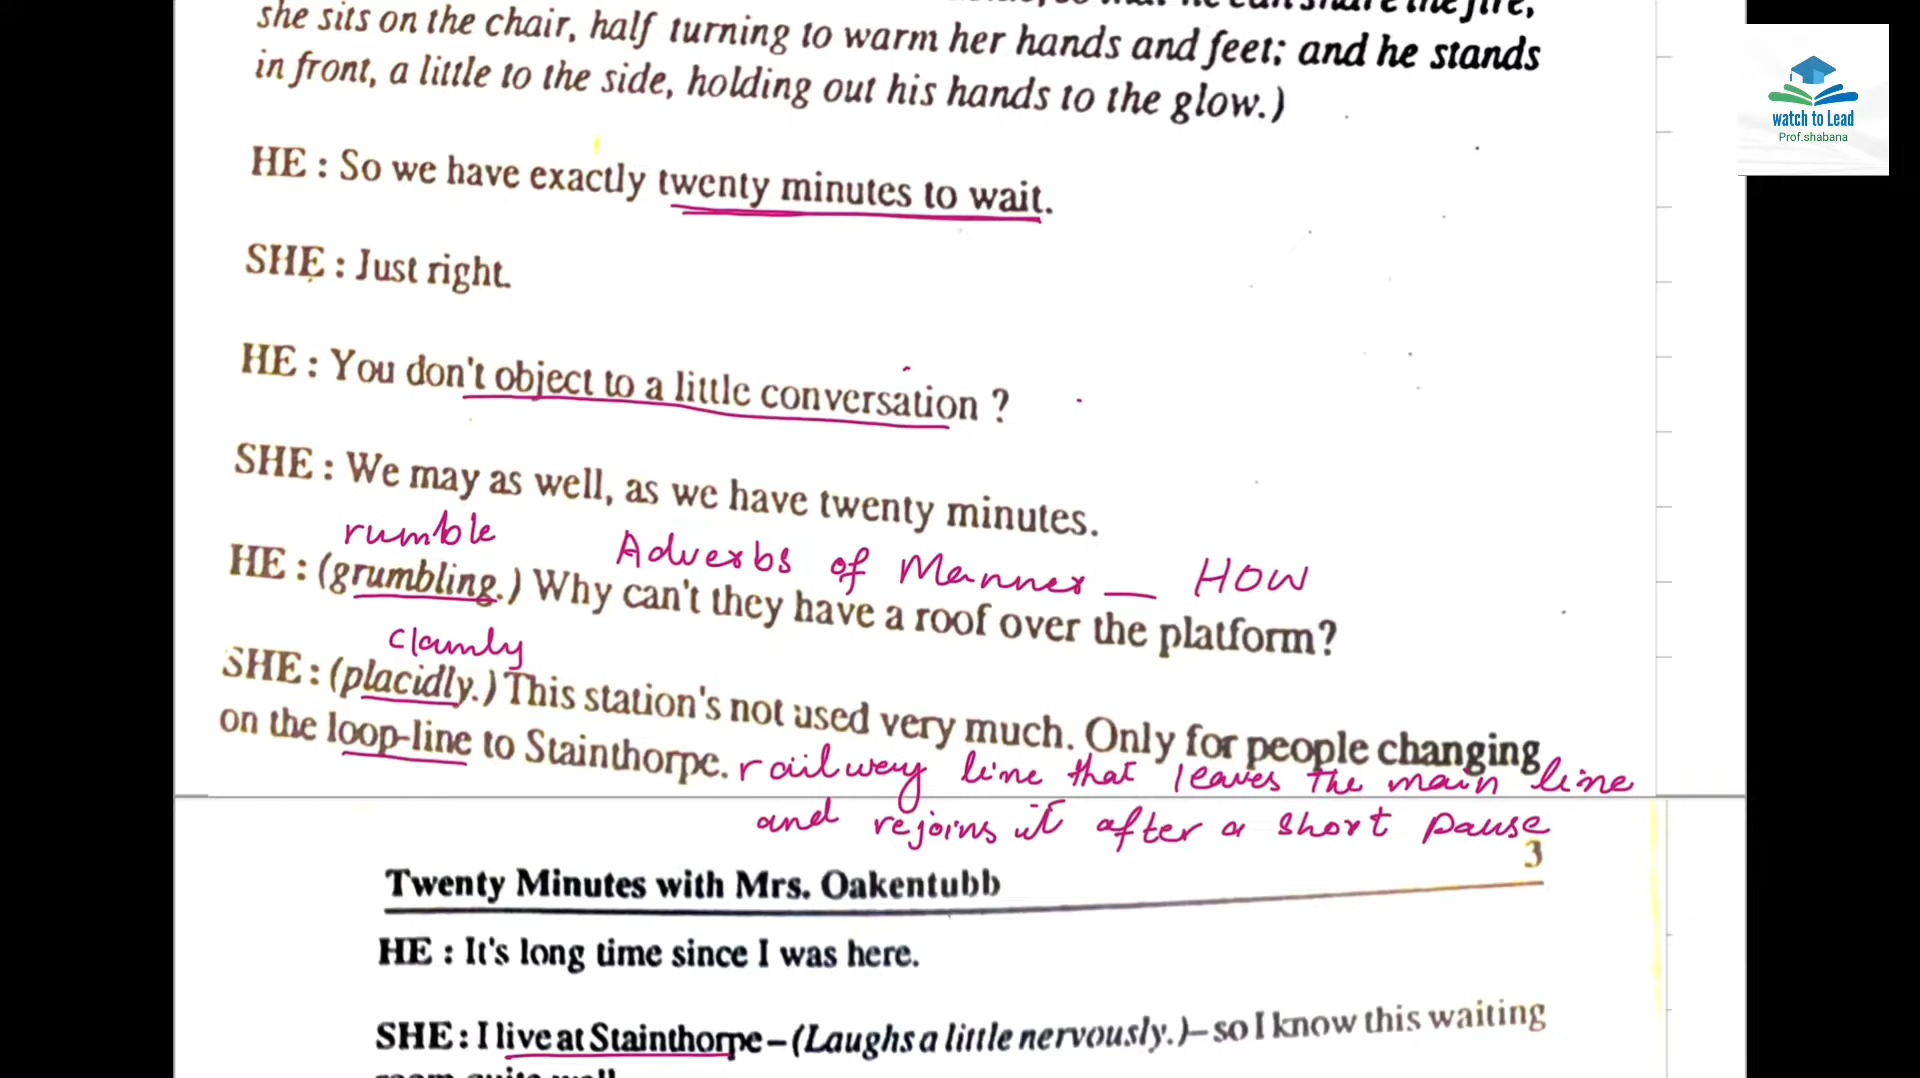 she sits on the chair, half turning to warm her hands and feet; and he stands
in front, a little to the side, holding out his hands to the glow.)
watch to Lead
Prof.shabana
HE : So we have exactly twenty minutes to wait.
SHE : Just right.
HE : You don't object to a little conversation ?
SHE : We may as well, as we have twenty minutes.
rumble Adverbs of Manner — HOW
HE : (grumbling.) Why can't they have a roof over the platform?
clamly
SHE : (placidly.) This station's not used very much. Only for people changing
on the loop-line to Stainthorpe.
railway line that leaves the main line
and rejoins it after a short pause
3
Twenty Minutes with Mrs. Oakentubb
HE : It's long time since I was here.
SHE : I live at Stainthorpe – (Laughs a little nervously.) – so I know this waiting